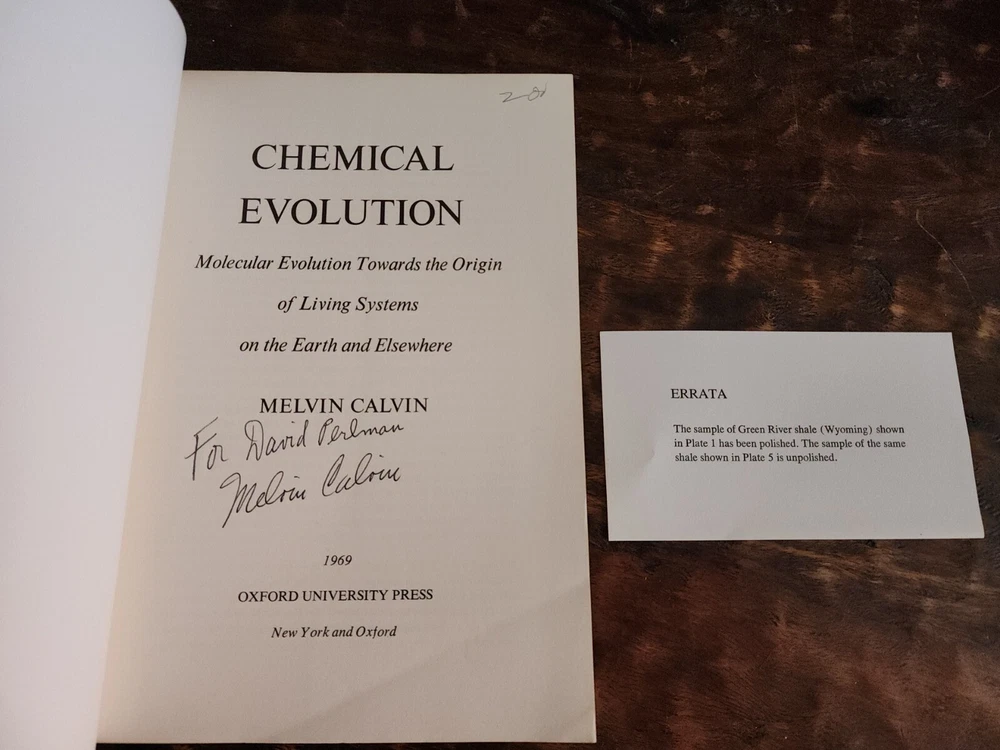 CHEMICAL
EVOLUTION
Molecular Evolution Towards the Origin
of Living Systems
on the Earth and Elsewhere
MELVIN CALVIN
For David Perlman
Melvin Calvin
1969
OXFORD UNIVERSITY PRESS
New York and Oxford
ERRATA
The sample of Green River shale (Wyoming) shown
in Plate 1 has been polished. The sample of the same
shale shown in Plate 5 is unpolished.